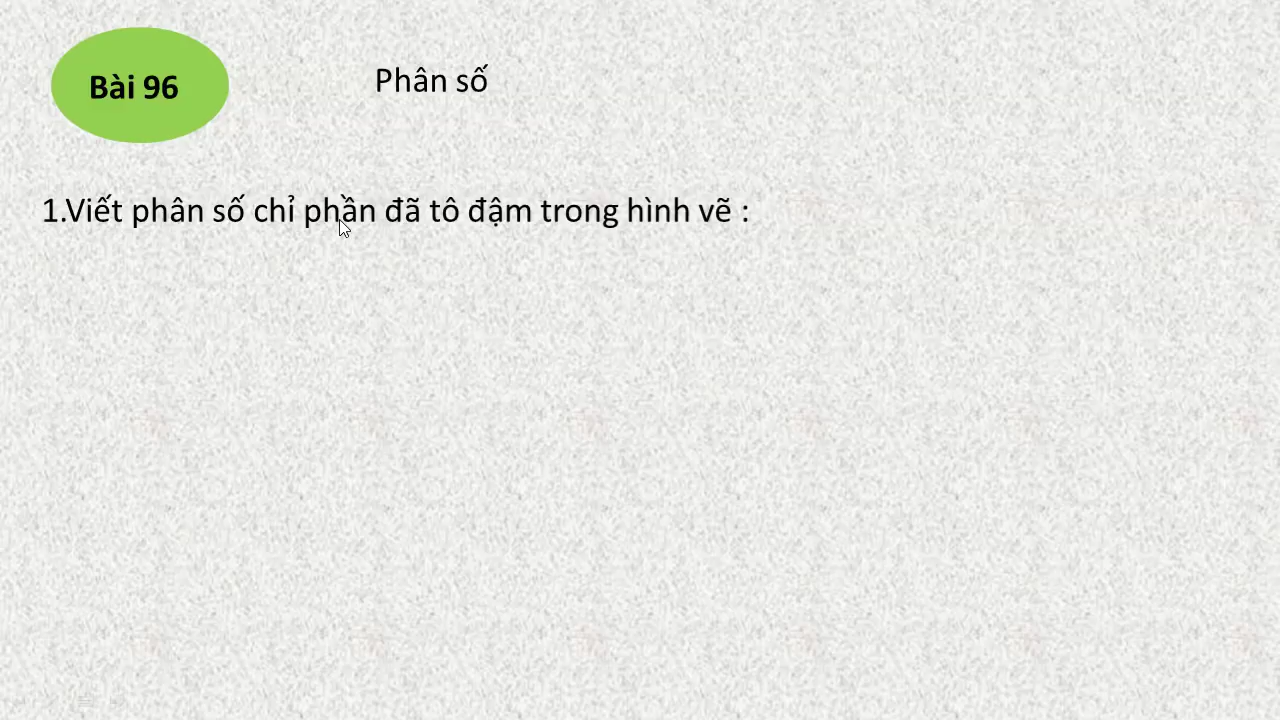 Bài 96
Phân số
1.Viết phân số chỉ phần đã tô đậm trong hình vẽ :